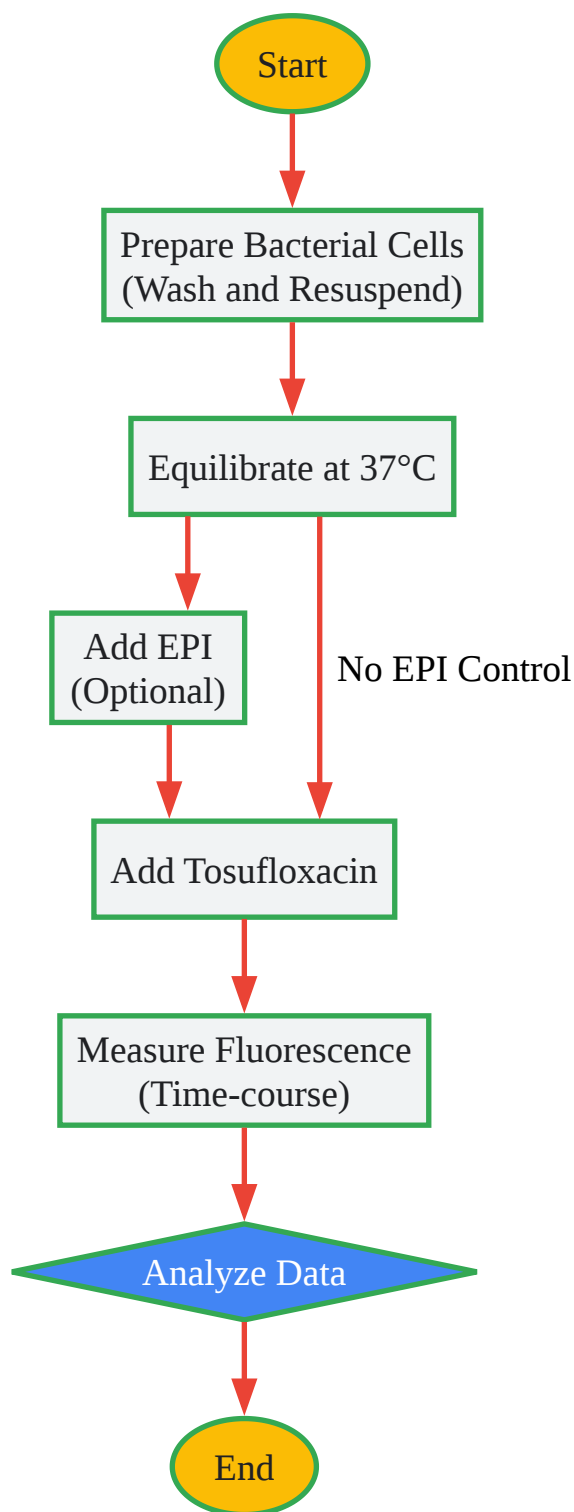 Start
Prepare Bacterial Cells
(Wash and Resuspend)
Equilibrate at 37°C
Add EPI
(Optional)
No EPI Control
Add Tosufloxacin
Measure Fluorescence
(Time-course)
Analyze Data
End